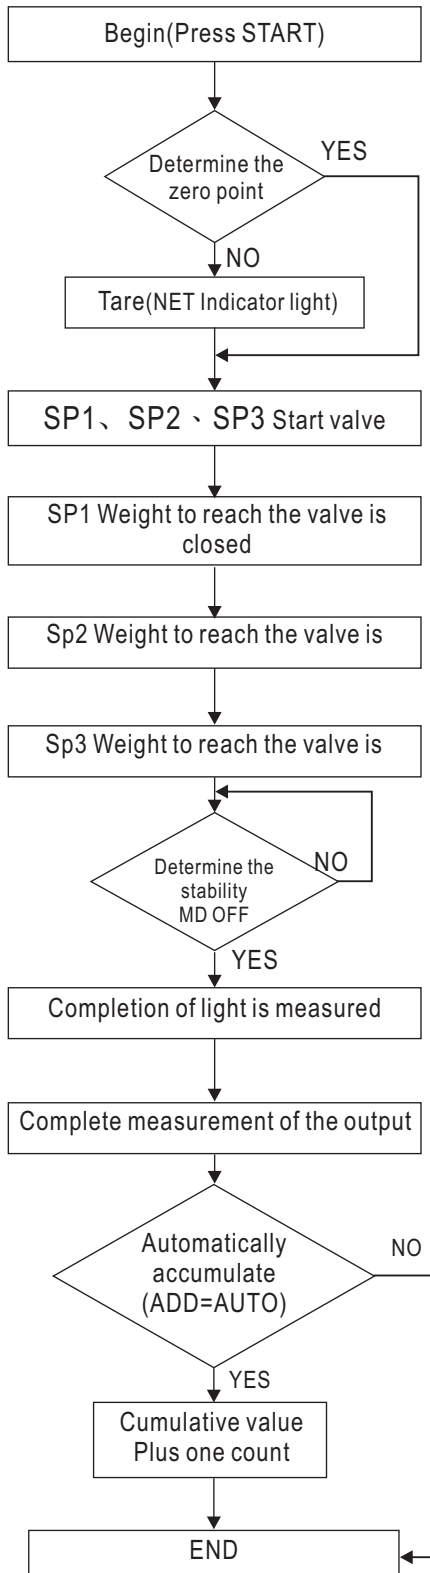 Begin(Press START)
Determine the
zero point
YES
NO
Tare(NET Indicator light)
SP1、SP2、SP3 Start valve
SP1 Weight to reach the valve is
closed
Sp2 Weight to reach the valve is
Sp3 Weight to reach the valve is
Determine the
stability
MD OFF
NO
YES
Completion of light is measured
Complete measurement of the output
Automatically
accumulate
(ADD=AUTO)
NO
YES
Cumulative value
Plus one count
END